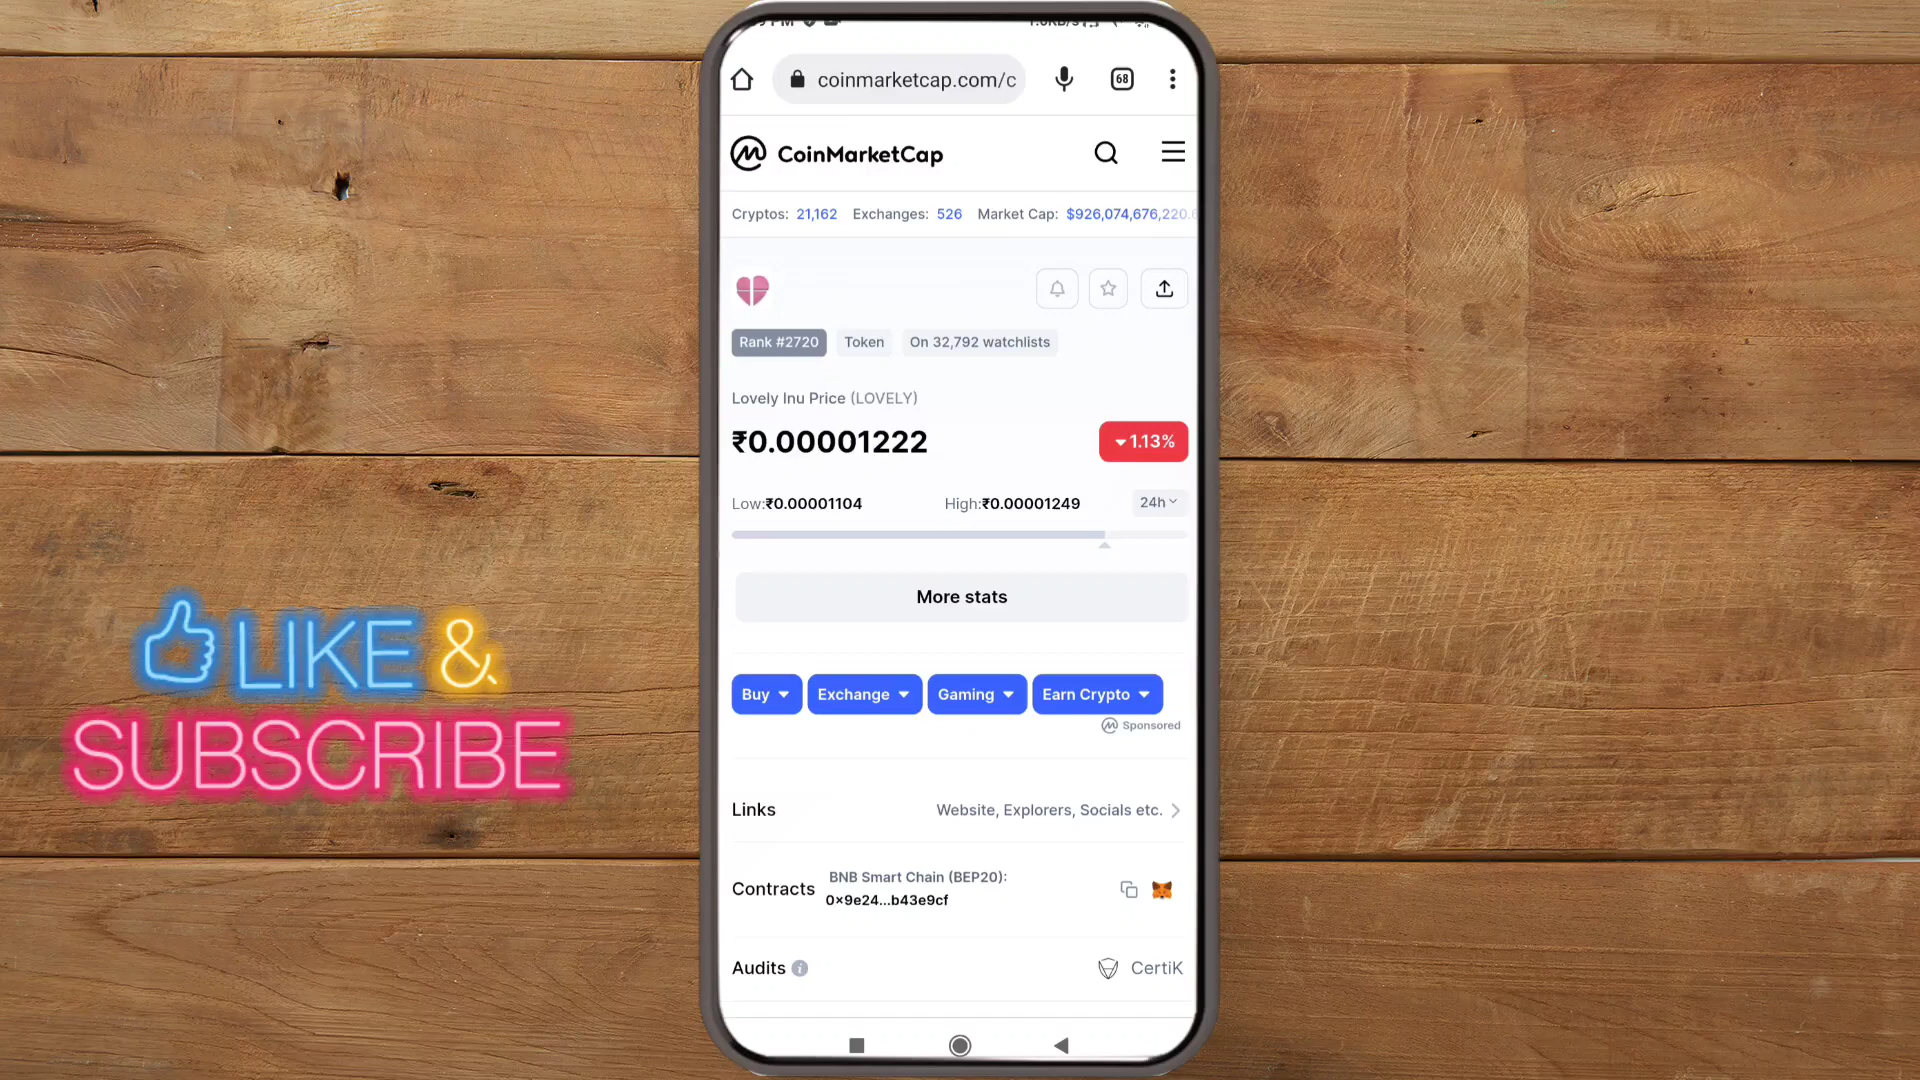 coinmarketcap.com/c
68
CoinMarketCap
Cryptos: 21,162 Exchanges: 526 Market Cap: $926,074,676,220.
Rank #2720 Token On 32,792 watchlists
Lovely Inu Price (LOVELY)
₹0.00001222
1.13%
Low:₹0.00001104 High:₹0.00001249 24h
More stats
Buy Exchange Gaming Earn Crypto
Sponsored
Links Website, Explorers, Socials etc.
Contracts BNB Smart Chain (BEP20):
0x9e24...b43e9cf
Audits CertiK
LIKE &
SUBSCRIBE